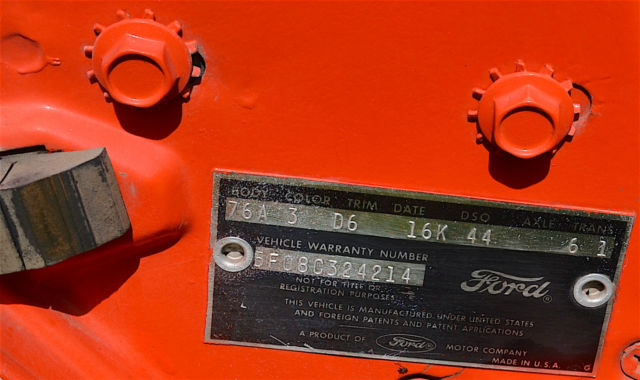 BODY COLOR TRIM DATE DSQ AXLE TRANS
76A 3 D6 16K 44 6 1
VEHICLE WARRANTY NUMBER
5F08C324214
NOT FOR TITLE OR
REGISTRATION PURPOSES
Ford®
THIS VEHICLE IS MANUFACTURED UNDER UNITED STATES
AND FOREIGN PATENTS AND PATENT APPLICATIONS
A PRODUCT OF Ford MOTOR COMPANY
MADE IN U.S.A. G